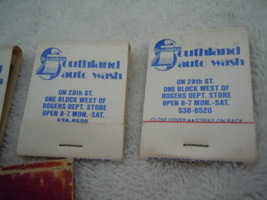 Southland
auto wash
ON 28th ST.
ONE BLOCK WEST OF
ROGERS DEPT. STORE
OPEN 8-7 MON.-SAT.
538-6520
Southland
auto wash
ON 28th ST.
ONE BLOCK WEST OF
ROGERS DEPT. STORE
OPEN 8-7 MON.-SAT.
538-6520
CLOSE COVER STRIKE ON BACK